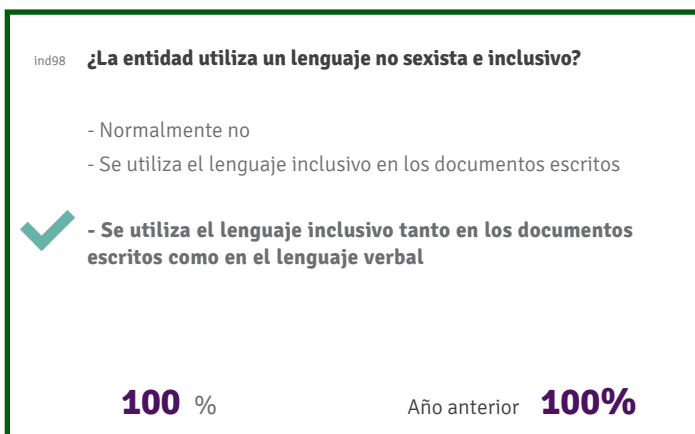 ind98 ¿La entidad utiliza un lenguaje no sexista e inclusivo?
- Normalmente no
- Se utiliza el lenguaje inclusivo en los documentos escritos
- Se utiliza el lenguaje inclusivo tanto en los documentos
escritos como en el lenguaje verbal
100 % Año anterior 100%